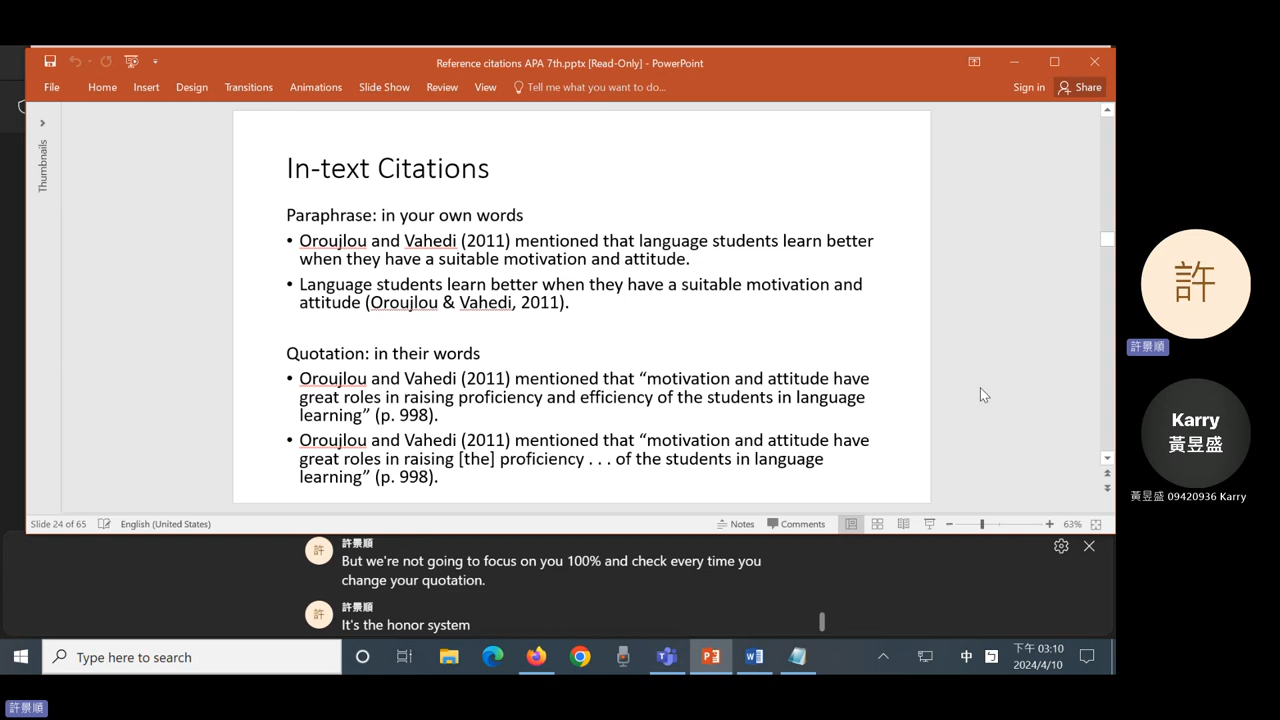 Reference citations APA 7th.pptx [Read-Only] - PowerPoint
File Home Insert Design Transitions Animations Slide Show Review View Tell me what you want to do... Sign in Share
Thumbnails
In-text Citations
Paraphrase: in your own words
• Oroujlou and Vahedi (2011) mentioned that language students learn better
when they have a suitable motivation and attitude.
• Language students learn better when they have a suitable motivation and
attitude (Oroujlou & Vahedi, 2011).
Quotation: in their words
• Oroujlou and Vahedi (2011) mentioned that “motivation and attitude have
great roles in raising proficiency and efficiency of the students in language
learning” (p. 998).
• Oroujlou and Vahedi (2011) mentioned that “motivation and attitude have
great roles in raising [the] proficiency . . . of the students in language
learning” (p. 998).
Slide 24 of 65 English (United States) Notes Comments 63%
許
許景順
But we're not going to focus on you 100% and check every time you
change your quotation.
許
許景順
It's the honor system
Type here to search
中
下午 03:10
2024/4/10
許
許景順
Karry
黃昱盛
黃昱盛 09420936 Karry
許景順